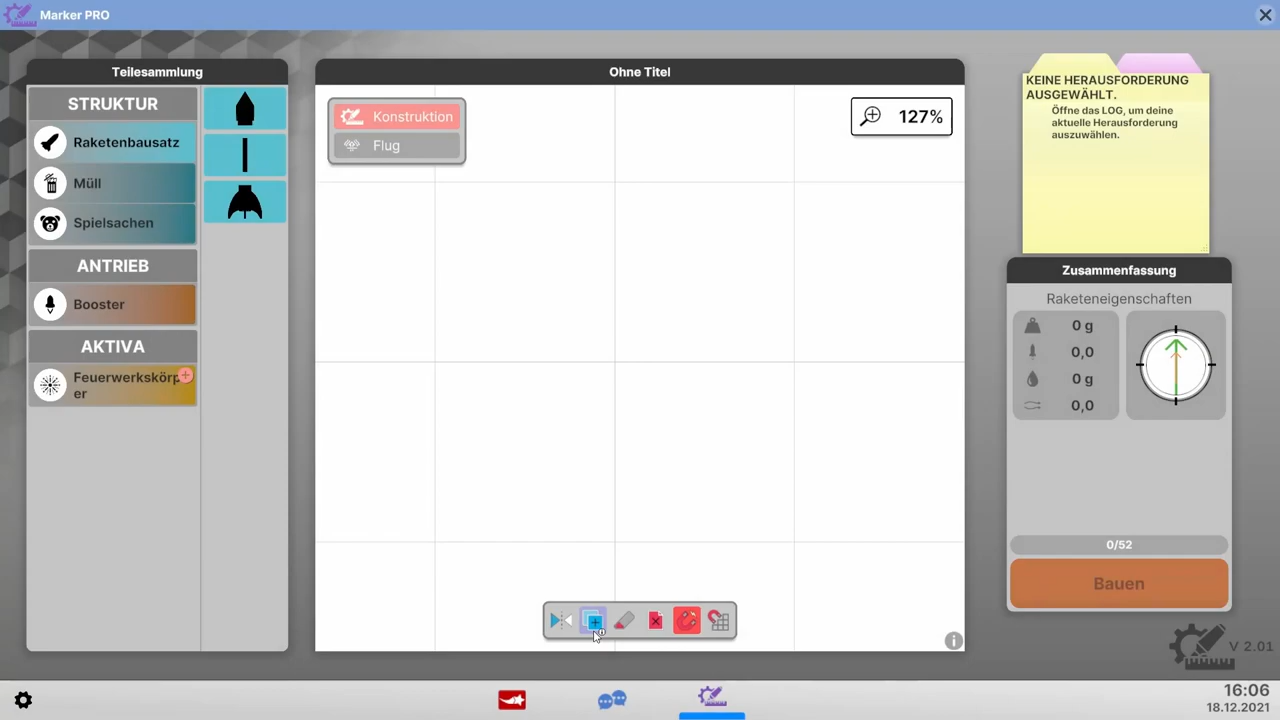 Marker PRO
Teilesammlung
STRUKTUR
Raketenbausatz
Müll
Spielsachen
ANTRIEB
Booster
AKTIVA
Feuerwerkskörp
er
Ohne Titel
Konstruktion
Flug
127%
KEINE HERAUSFORDERUNG
AUSGEWÄHLT.
Öffne das LOG, um deine
aktuelle Herausforderung
auszuwählen.
Zusammenfassung
Raketeneigenschaften
0 g
0,0
0 g
0,0
0/52
Bauen
V 2.01
16:06
18.12.2021